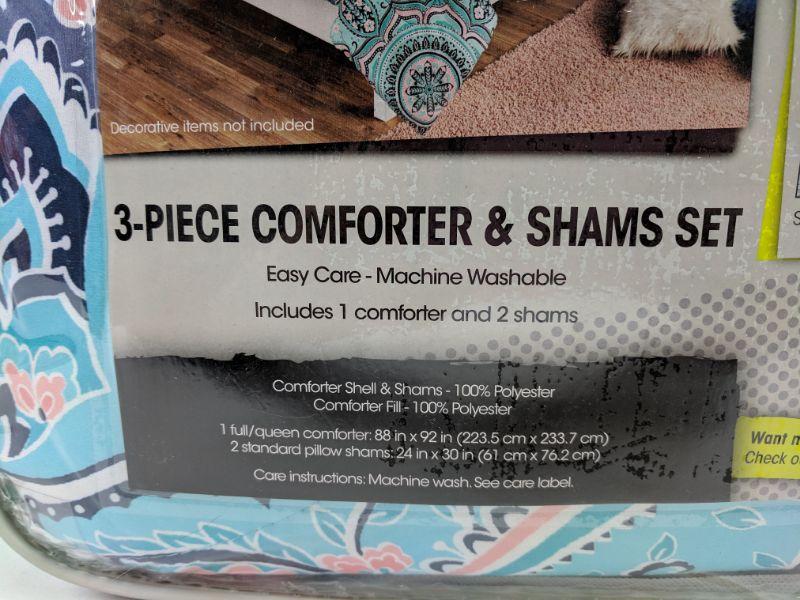 Decorative items not included
3-PIECE COMFORTER & SHAMS SET
Easy Care - Machine Washable
Includes 1 comforter and 2 shams
Comforter Shell & Shams - 100% Polyester
Comforter Fill - 100% Polyester
1 full/queen comforter: 88 in x 92 in (223.5 cm x 233.7 cm)
2 standard pillow shams: 24 in x 30 in (61 cm x 76.2 cm)
Care instructions: Machine wash. See care label.
Want
Check